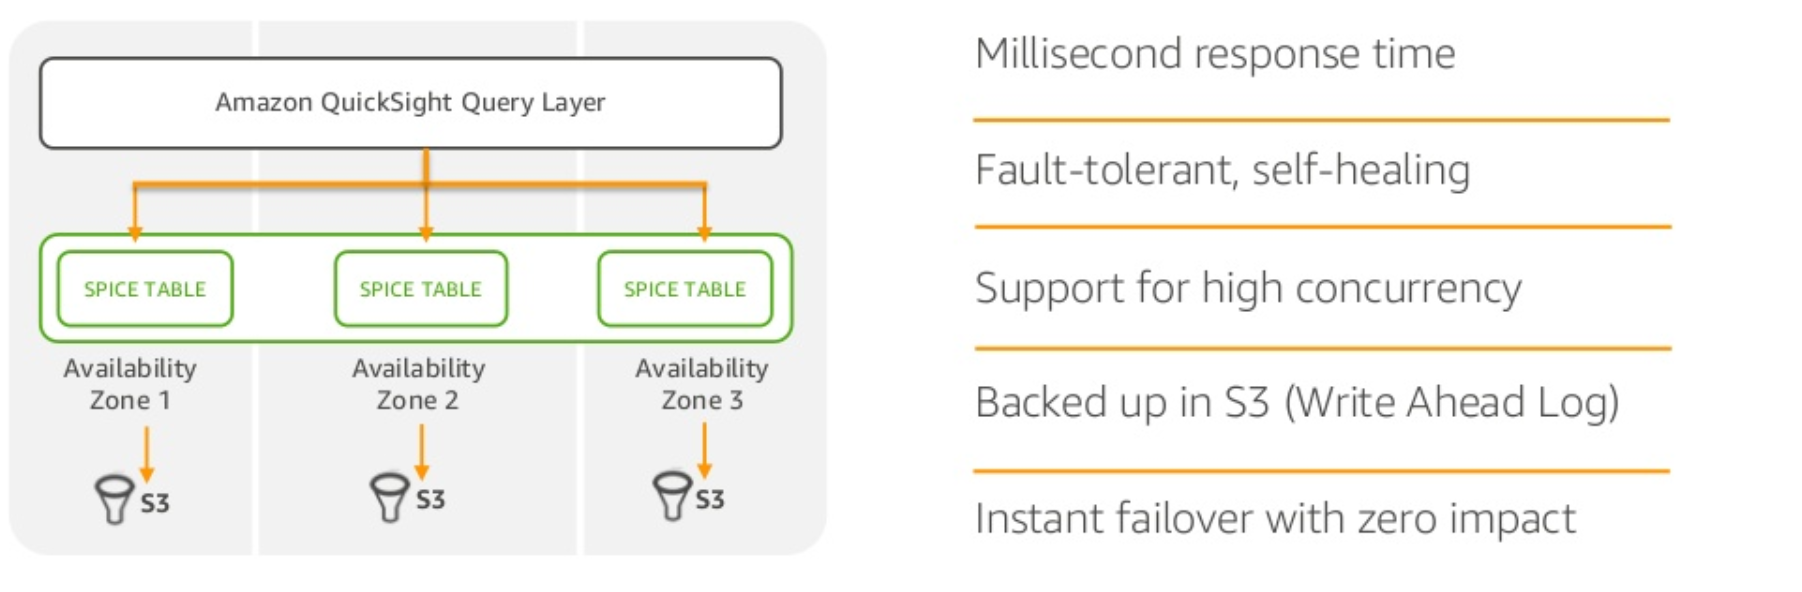 Amazon QuickSight Query Layer
SPICE TABLE
SPICE TABLE
SPICE TABLE
Availability
Zone 1
Availability
Zone 2
Availability
Zone 3
S3
S3
S3
Millisecond response time
Fault-tolerant, self-healing
Support for high concurrency
Backed up in S3 (Write Ahead Log)
Instant failover with zero impact